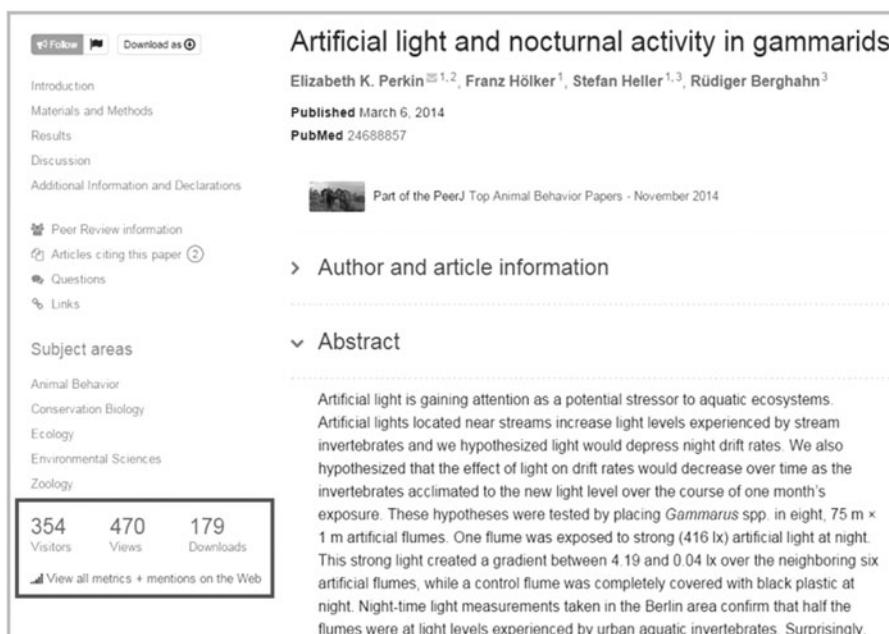 Follow
Download as
Introduction
Materials and Methods
Results
Discussion
Additional Information and Declarations
Peer Review information
Articles citing this paper 2
Questions
Links
Subject areas
Animal Behavior
Conservation Biology
Ecology
Environmental Sciences
Zoology
354 470 179
Visitors Views Downloads
View all metrics + mentions on the Web
Artificial light and nocturnal activity in gammarids
Elizabeth K. Perkin 1,2, Franz Hölker 1, Stefan Heller 1,3, Rüdiger Berghahn 3
Published March 6, 2014
PubMed 24688857
Part of the PeerJ Top Animal Behavior Papers - November 2014
Author and article information
Abstract
Artificial light is gaining attention as a potential stressor to aquatic ecosystems.
Artificial lights located near streams increase light levels experienced by stream
invertebrates and we hypothesized light would depress night drift rates. We also
hypothesized that the effect of light on drift rates would decrease over time as the
invertebrates acclimated to the new light level over the course of one month's
exposure. These hypotheses were tested by placing Gammarus spp. in eight, 75 m ×
1 m artificial flumes. One flume was exposed to strong (416 lx) artificial light at night.
This strong light created a gradient between 4.19 and 0.04 lx over the neighboring six
artificial flumes, while a control flume was completely covered with black plastic at
night. Night-time light measurements taken in the Berlin area confirm that half the
flumes were at light levels experienced by urban aquatic invertebrates. Surprisingly,